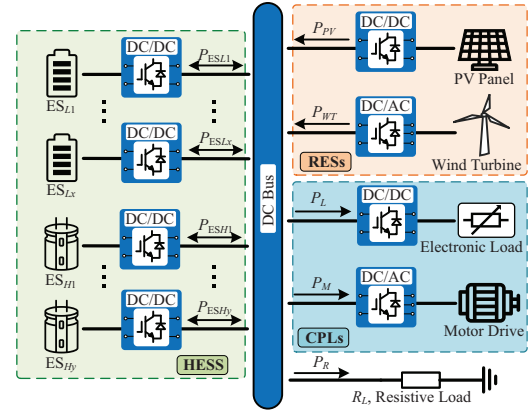 DC/DC
P_ESL1
ES_L1
DC/DC
P_ESLx
ES_Lx
DC/DC
P_ESH1
ES_H1
DC/DC
P_ESHy
ES_Hy
HESS
DC Bus
P_PV
DC/DC
PV Panel
P_WT
DC/AC
Wind Turbine
RESs
P_L
DC/DC
Electronic Load
P_M
DC/AC
Motor Drive
CPLs
P_R
R_L, Resistive Load